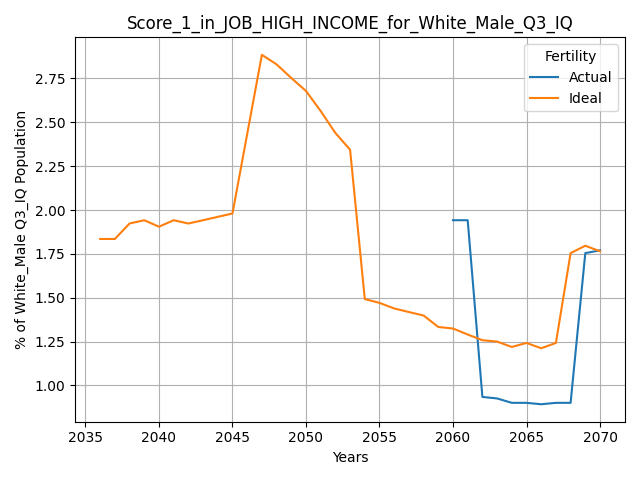 Score_1_in_JOB_HIGH_INCOME_for_White_Male_Q3_IQ
Fertility
Actual
Ideal
% of White_Male Q3_IQ Population
2.75
2.50
2.25
2.00
1.75
1.50
1.25
1.00
2035 2040 2045 2050 2055 2060 2065 2070
Years